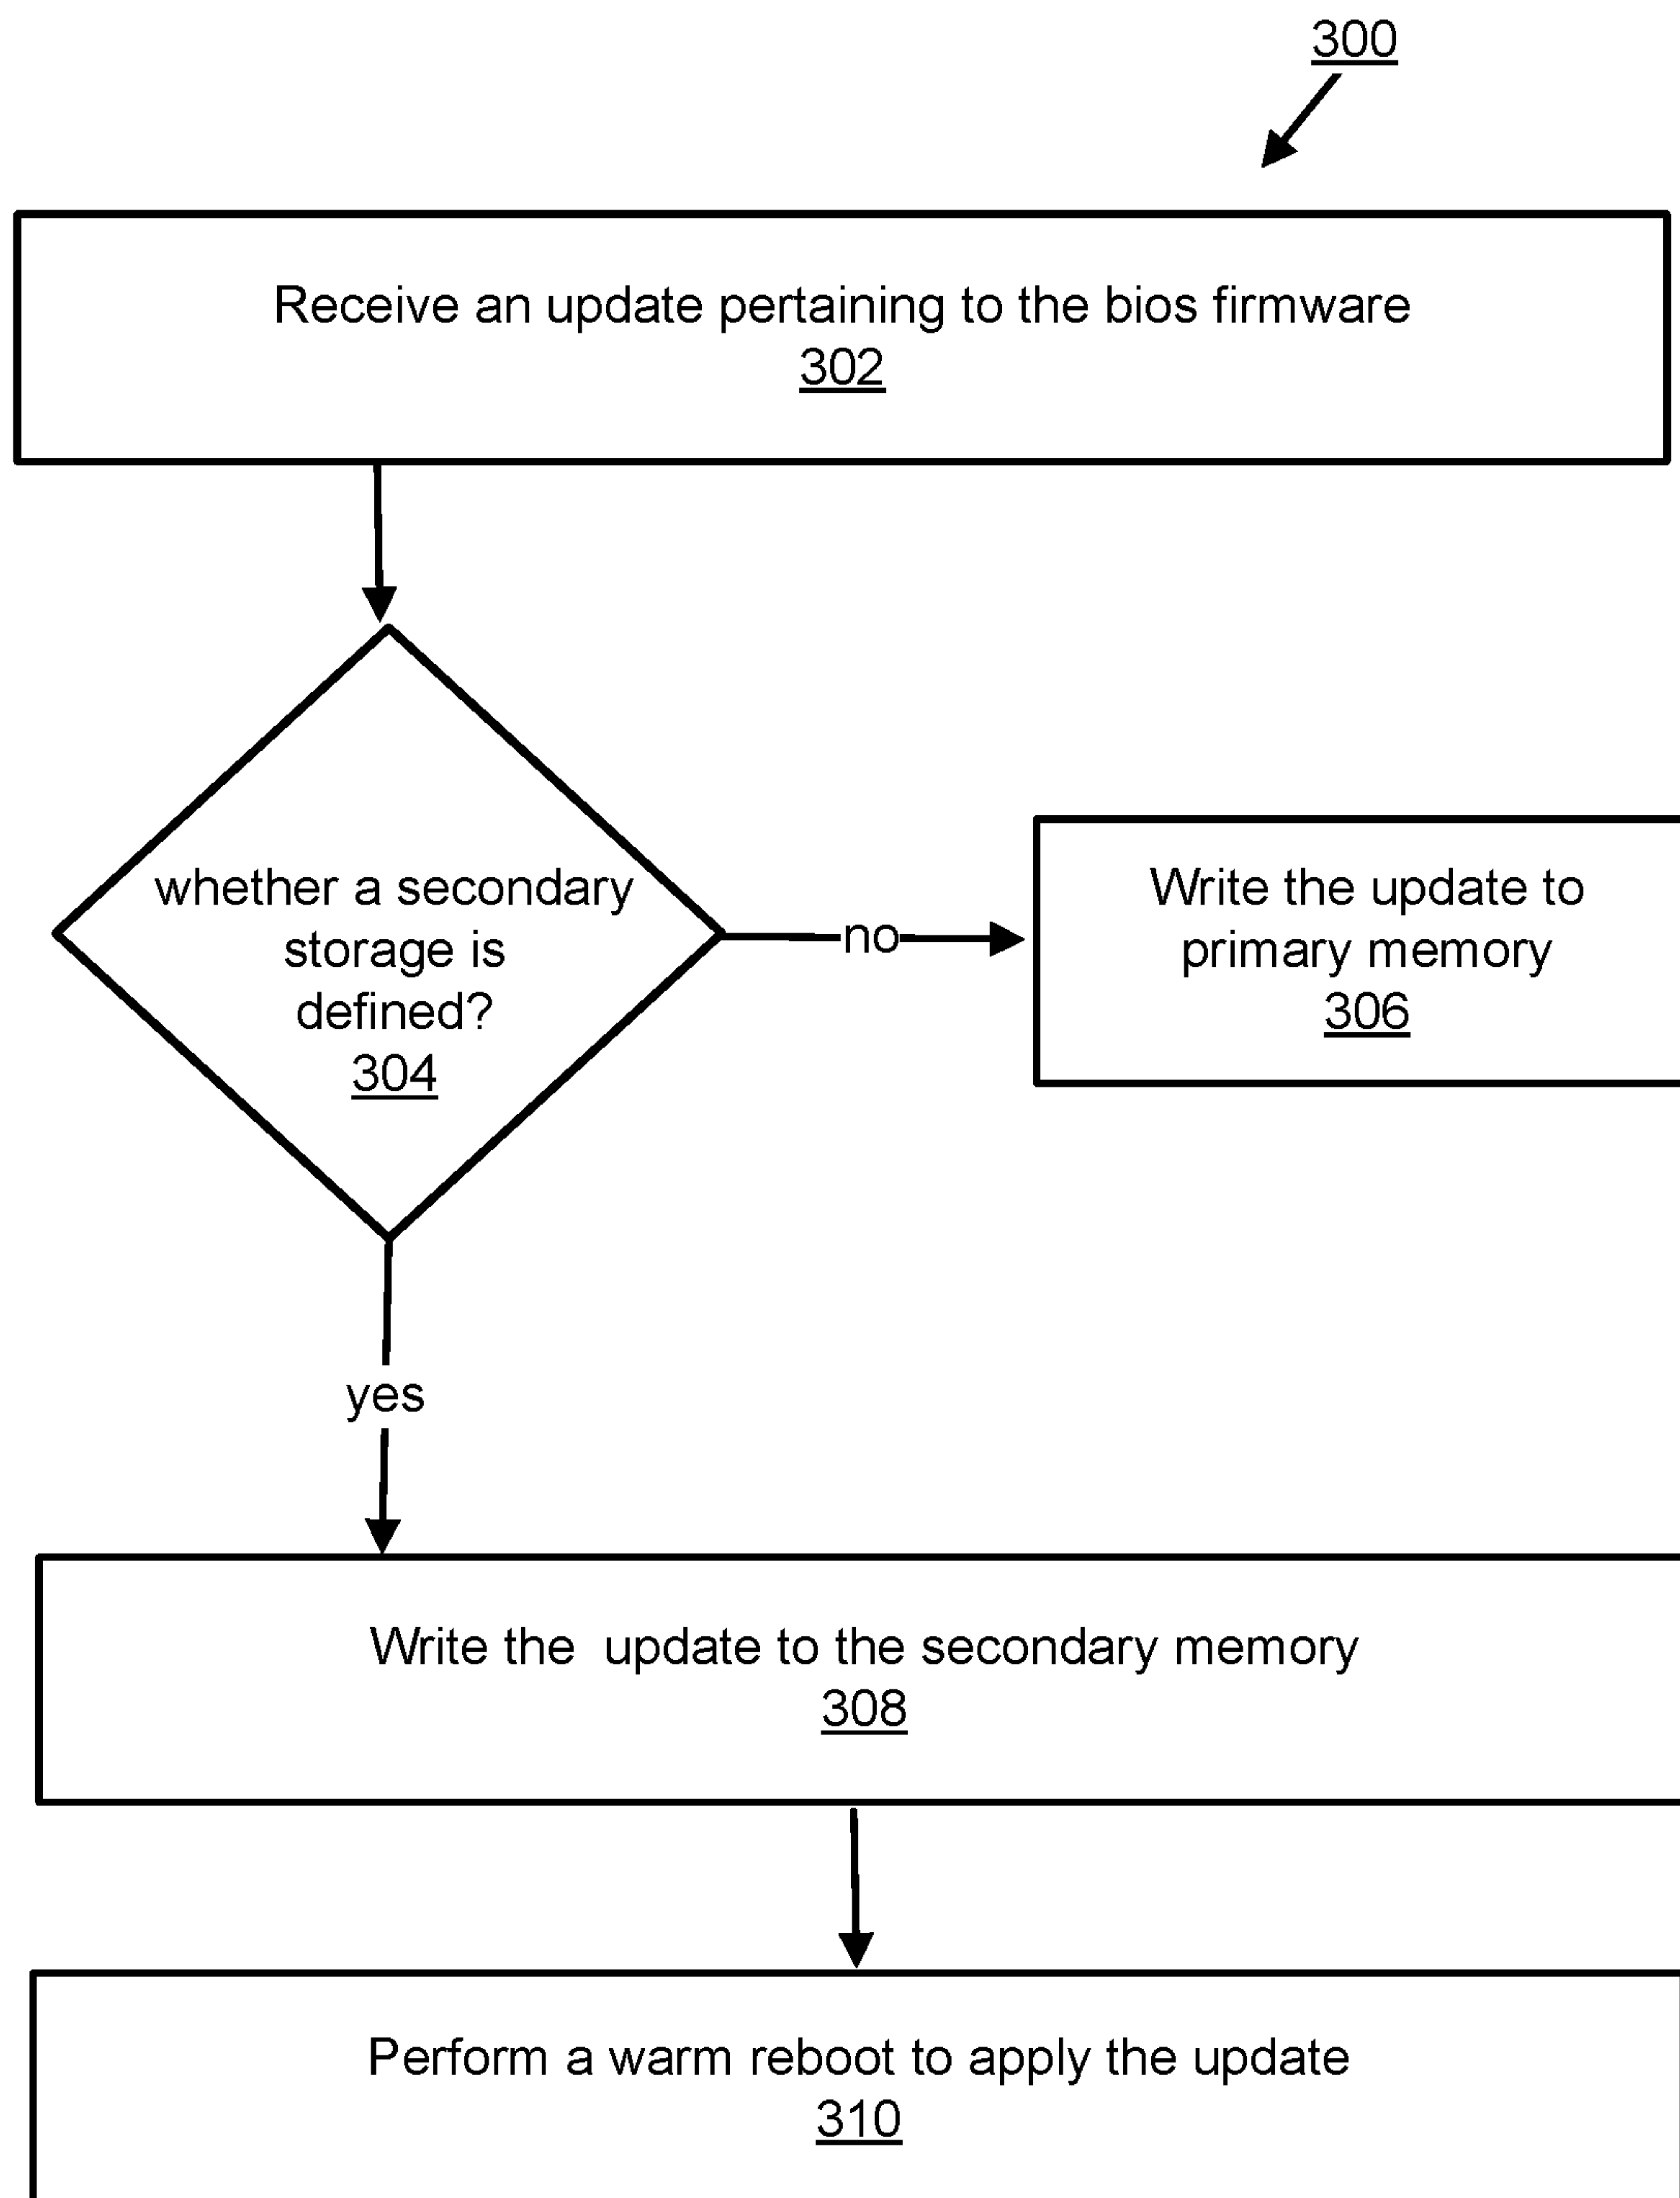 300
Receive an update pertaining to the bios firmware
302
whether a secondary
storage is
defined?
304
no
Write the update to
primary memory
306
yes
Write the  update to the secondary memory
308
Perform a warm reboot to apply the update
310